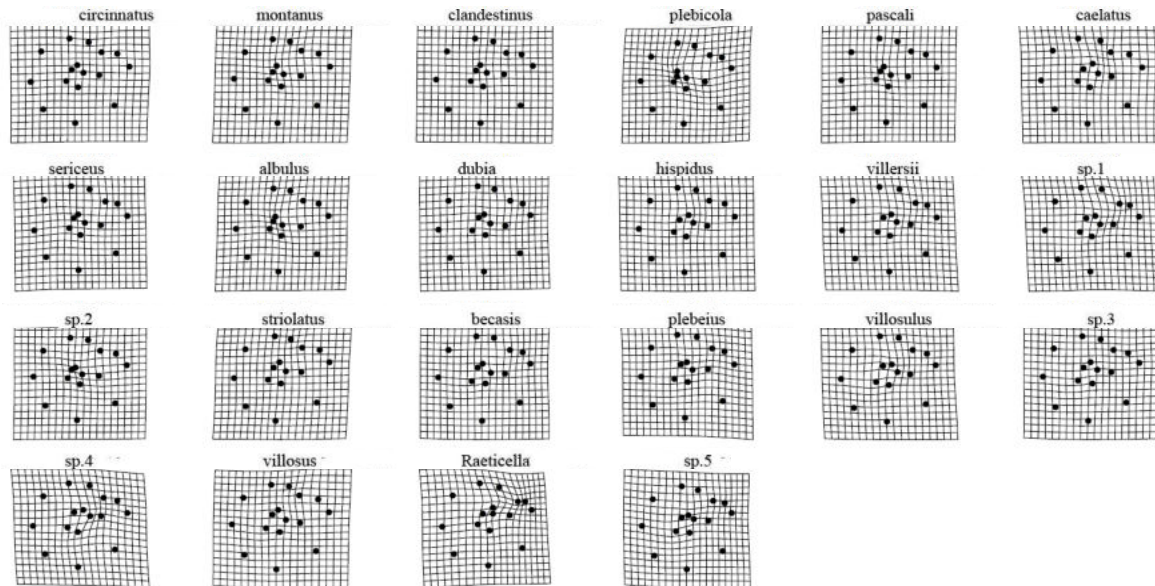 circinnatus montanus clandestinus plebicola pascali caelatus
sericeus albulus dubia hispidus villersii sp.1
sp.2 striolatus becasis plebeius villosulus sp.3
sp.4 villosus Raeticella sp.5